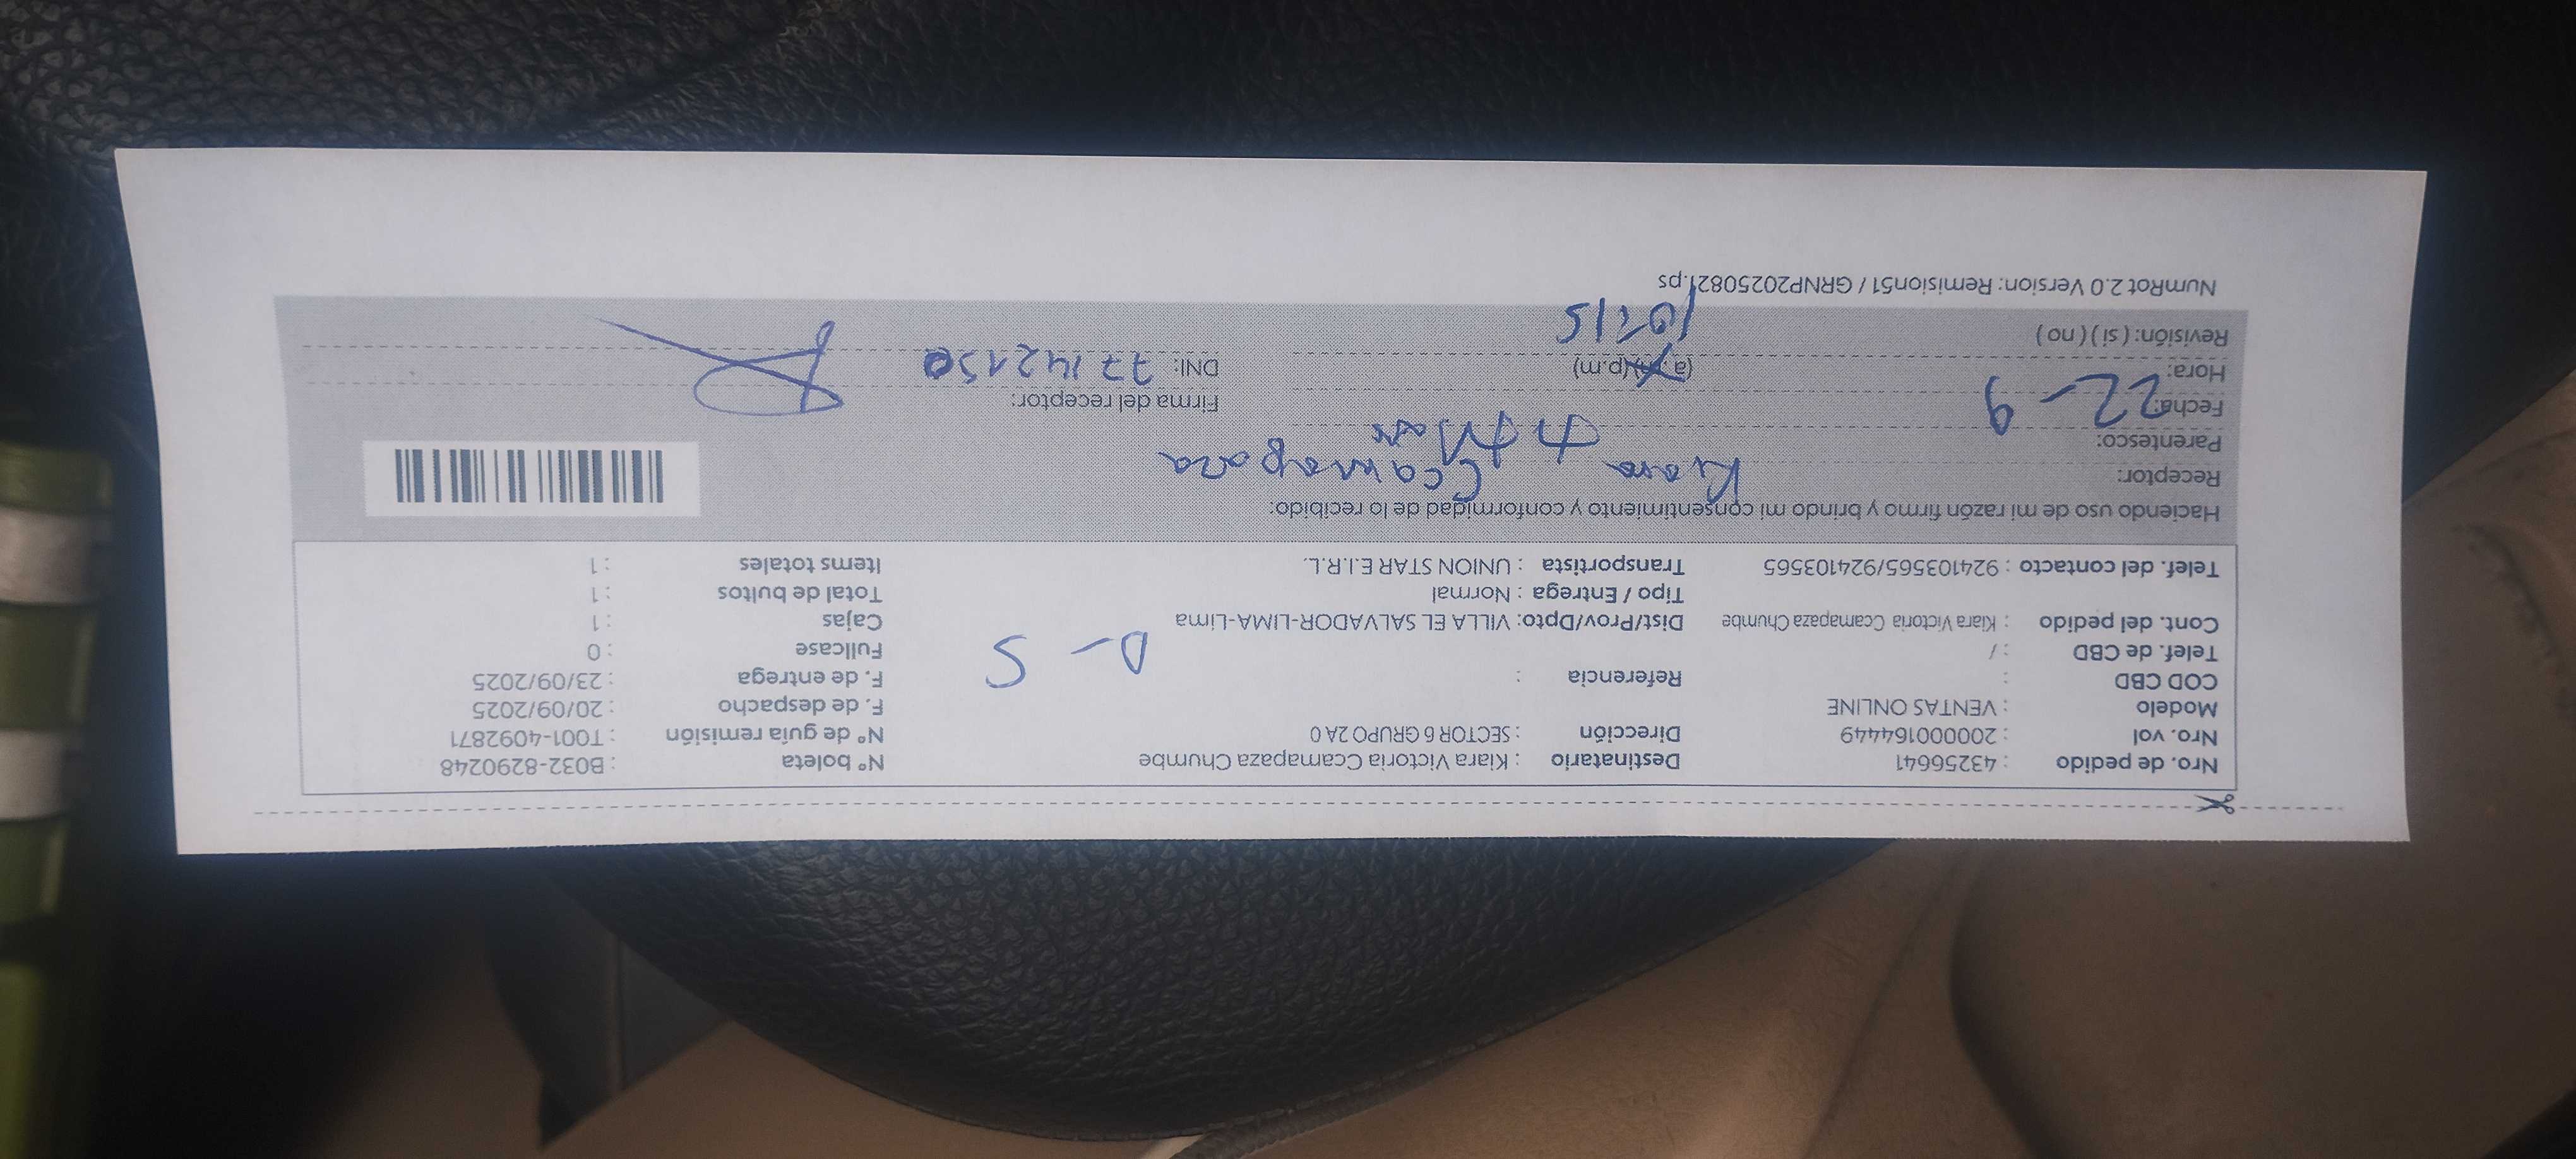 Nro. de pedido : 43256641 Destinatario : Kiara Victoria Ccamapaza Chumbe Nº boleta : B032-8290248
Nro. vol : 20000164449 Dirección : SECTOR 6 GRUPO 2A 0 Nº de guía remisión : T001-4092871
Modelo : VENTAS ONLINE F. de despacho : 20/09/2025
COD CBD : Referencia : D-S F. de entrega : 23/09/2025
Telef. de CBD : / Fullcase : 0
Cont. del pedido : Kiara Victoria Ccamapaza Chumbe Dist/Prov/Dpto: VILLA EL SALVADOR-LIMA-Lima Cajas : 1
Tipo / Entrega : Normal Total de bultos : 1
Telef. del contacto : 924103565/924103565 Transportista : UNION STAR E.I.R.L. Items totales : 1
Haciendo uso de mi razón firmo y brindo mi consentimiento y conformidad de lo recibido:
Receptor: Kiara Ccamapaza
Parentesco:
Fecha: 22-9 Firma del receptor:
Hora: (a.m)(p.m) DNI: 77142150
Revisión: ( si ) ( no ) 10:15
NumRot 2.0 Version: Remision51 / GRNP20250821.ps